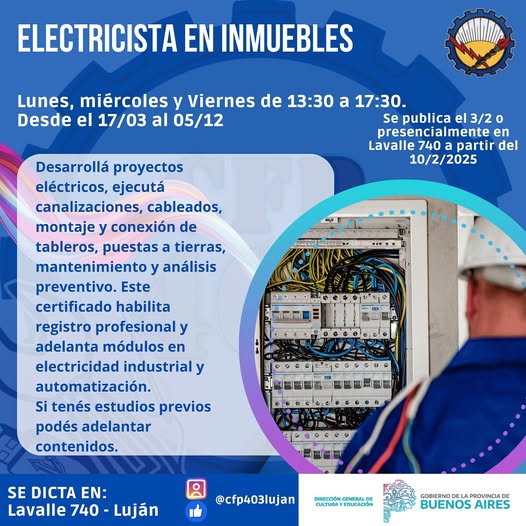 ELECTRICISTA EN INMUEBLES
Lunes, miércoles y Viernes de 13:30 a 17:30.
Desde el 17/03 al 05/12
Se publica el 3/2 o
presencialmente en
Lavalle 740 a partir del
10/2/2025
Desarrollá proyectos
eléctricos, ejecutá
canalizaciones, cableados,
montaje y conexión de
tableros, puestas a tierras,
mantenimiento y análisis
preventivo. Este
certificado habilita
registro profesional y
adelanta módulos en
electricidad industrial y
automatización.
Si tenés estudios previos
podés adelantar
contenidos.
SE DICTA EN:
Lavalle 740 - Luján
@cfp403lujan
DIRECCIÓN GENERAL DE
CULTURA Y EDUCACIÓN
GOBIERNO DE LA PROVINCIA DE
BUENOS AIRES